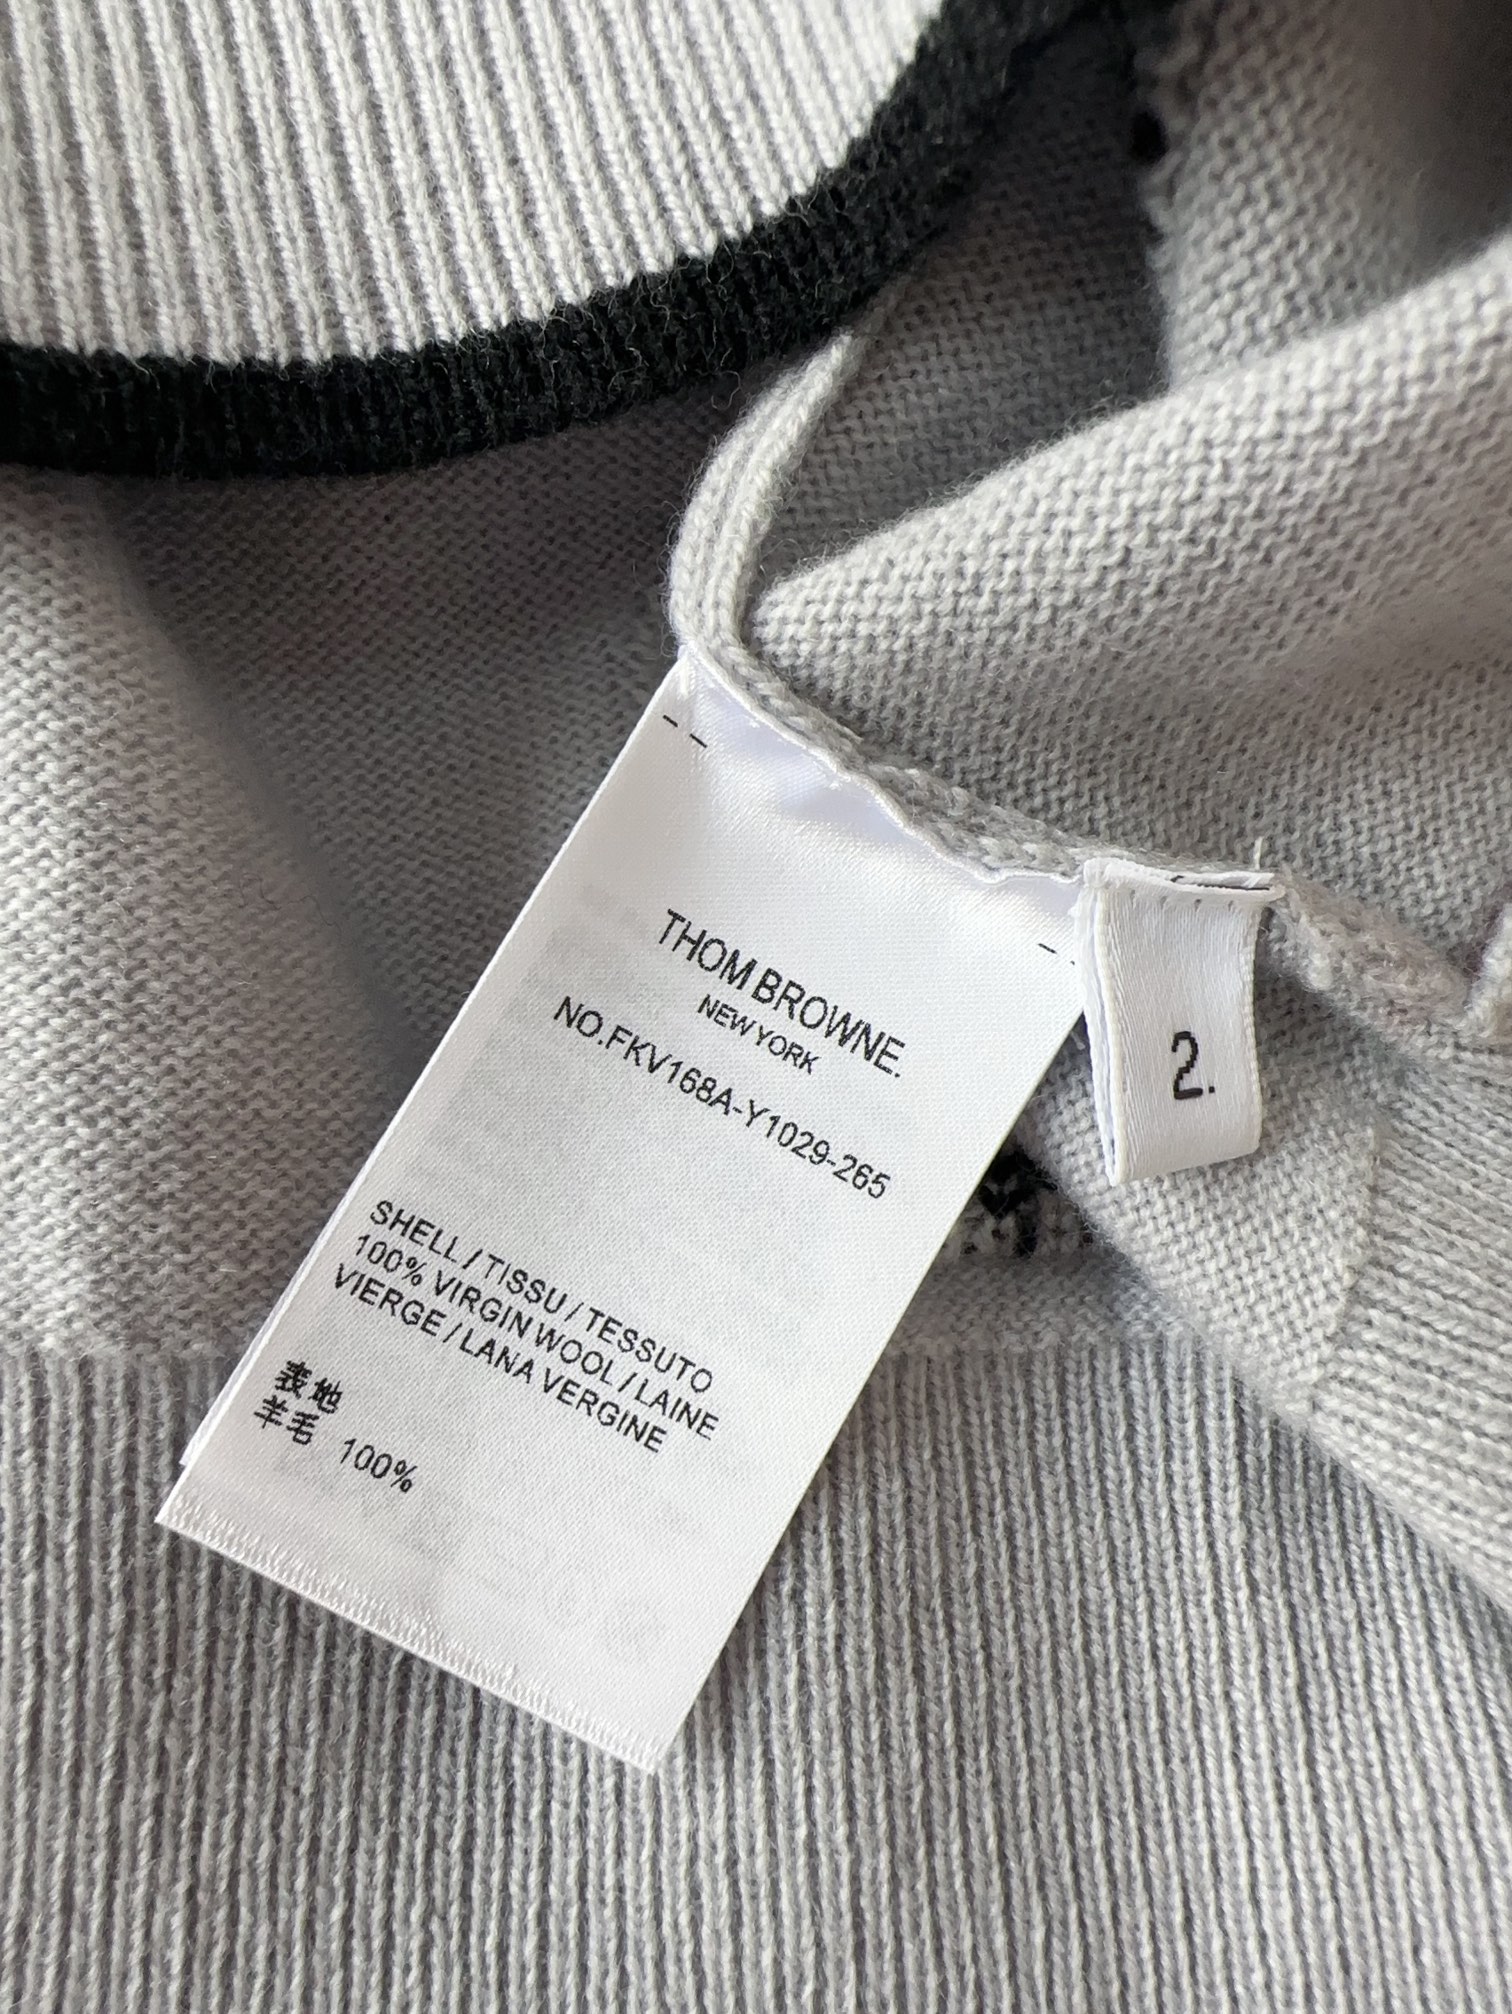 THOM BROWNE.
NEW YORK
NO.FKV168A-Y1029-265
SHELL / TISSU / TESSUTO
100% VIRGIN WOOL / LAINE
VIERGE / LANA VERGINE
表地
羊毛 100%
2.